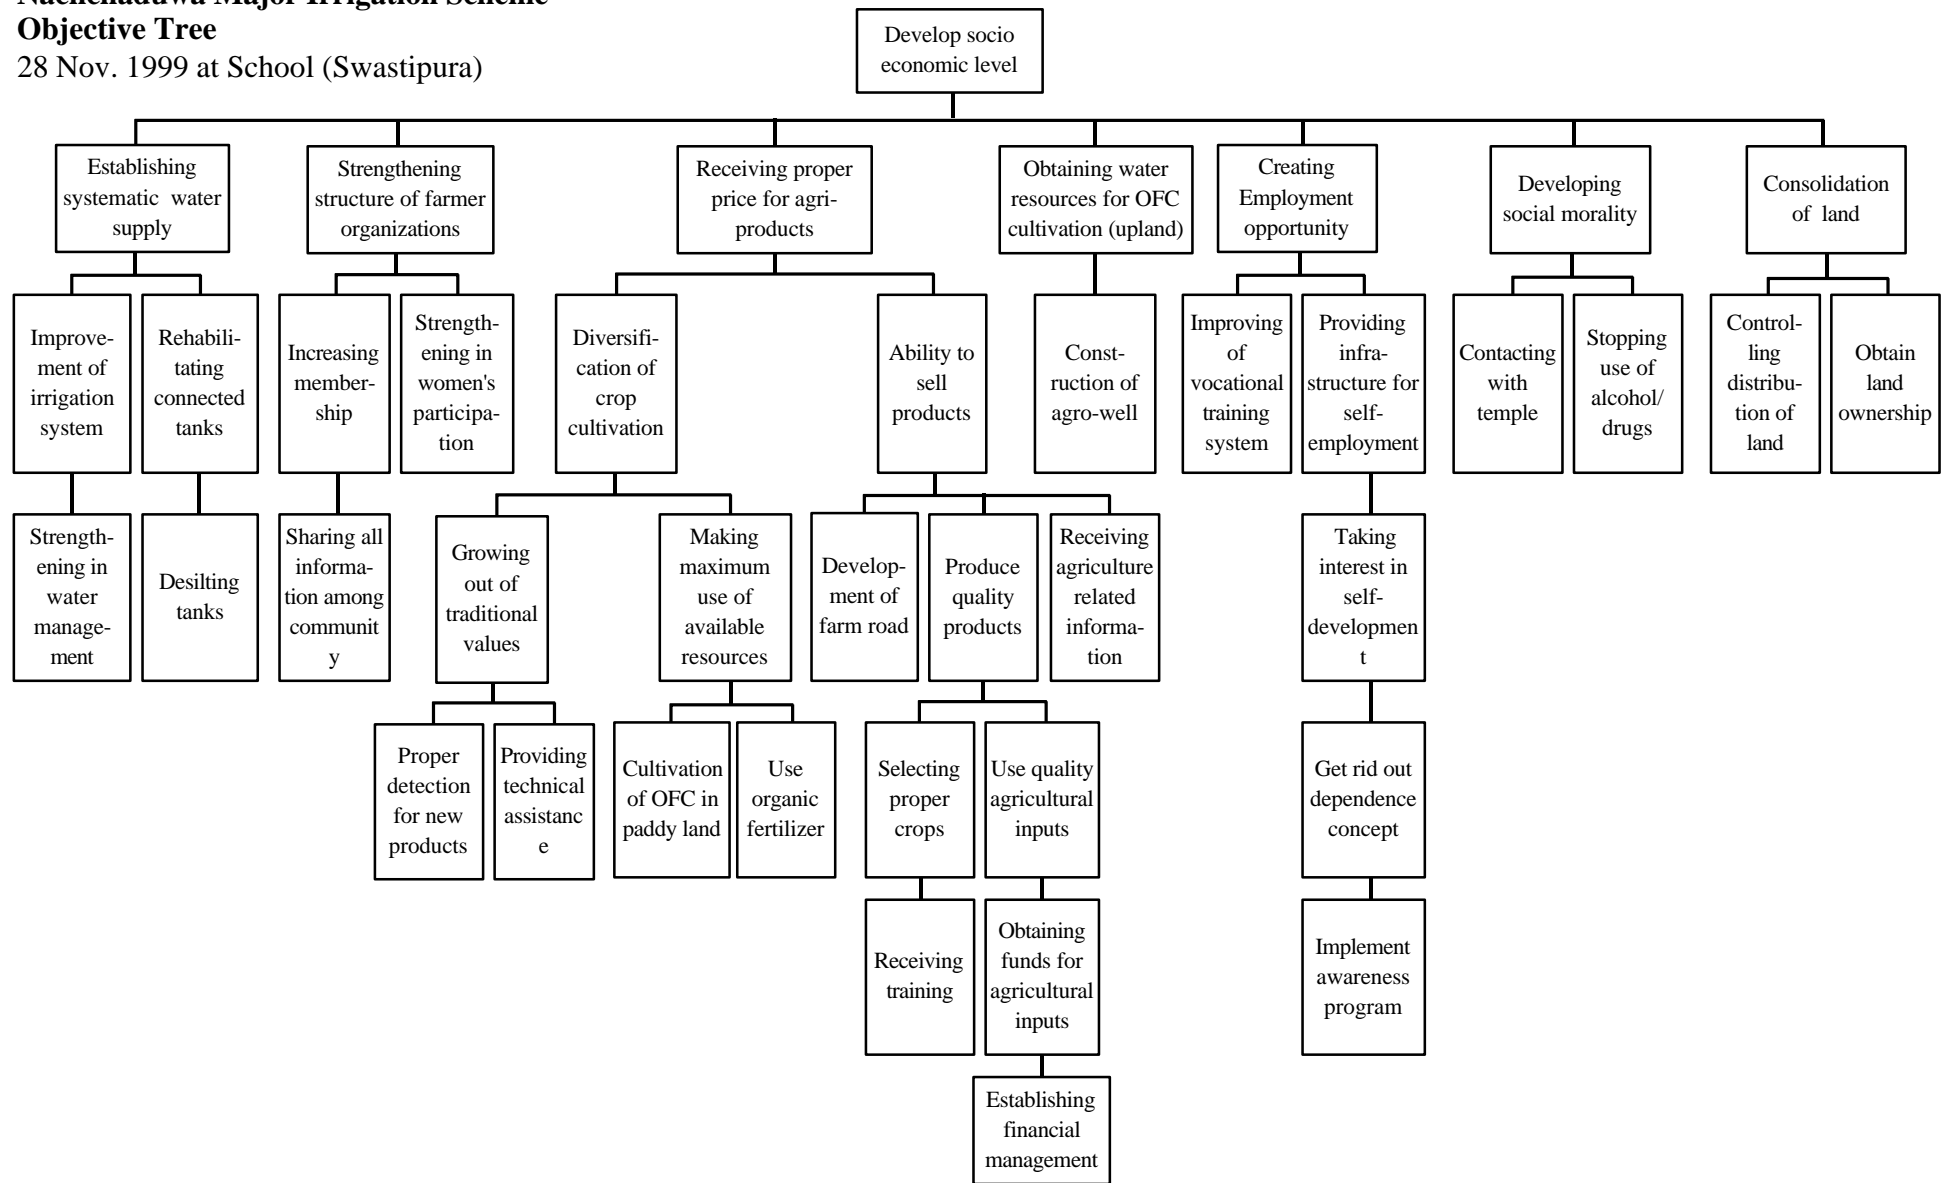 Nachchaduwa Major Irrigation Scheme
Objective Tree
28 Nov. 1999 at School (Swastipura)
Develop socio
economic level
Establishing
systematic water
supply
Strengthening
structure of farmer
organizations
Receiving proper
price for agri-
products
Obtaining water
resources for OFC
cultivation (upland)
Creating
Employment
opportunity
Developing
social morality
Consolidation
of land
Improve-
ment of
irrigation
system
Rehabili-
tating
connected
tanks
Increasing
member-
ship
Strength-
ening in
women's
participa-
tion
Diversifi-
cation of
crop
cultivation
Ability to
sell
products
Const-
ruction of
agro-well
Improving
of
vocational
training
system
Providing
infra-
structure for
self-
employment
Contacting
with
temple
Stopping
use of
alcohol/
drugs
Control-
ling
distribu-
tion of
land
Obtain
land
ownership
Strength-
ening in
water
manage-
ment
Desilting
tanks
Sharing all
informa-
tion among
communit
y
Growing
out of
traditional
values
Making
maximum
use of
available
resources
Develop-
ment of
farm road
Produce
quality
products
Receiving
agriculture
related
informa-
tion
Taking
interest in
self-
developmen
t
Proper
detection
for new
products
Providing
technical
assistanc
e
Cultivation
of OFC in
paddy land
Use
organic
fertilizer
Selecting
proper
crops
Use quality
agricultural
inputs
Get rid out
dependence
concept
Receiving
training
Obtaining
funds for
agricultural
inputs
Implement
awareness
program
Establishing
financial
management